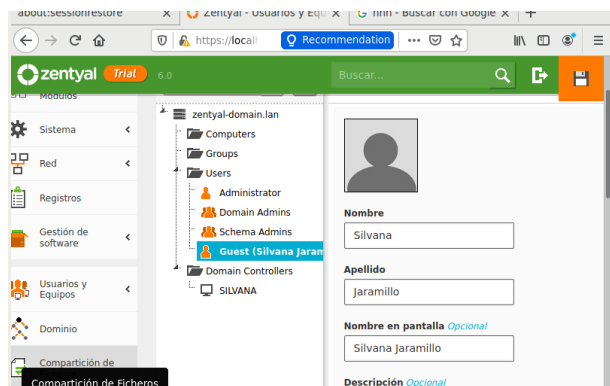 about:sessionrestore
Zentyal - Usuarios y Equ
nnn - Buscar con Google
https://local
Recommendation
zentyal Trial 6.0
Buscar...
Módulos
Sistema
Red
Registros
Gestión de
software
Usuarios y
Equipos
Dominio
Compartición de
Compartición de Ficheros
zentyal-domain.lan
Computers
Groups
Users
Administrator
Domain Admins
Schema Admins
Guest (Silvana Jaram
Domain Controllers
SILVANA
Nombre
Silvana
Apellido
Jaramillo
Nombre en pantalla Opcional
Silvana Jaramillo
Descripción Opcional